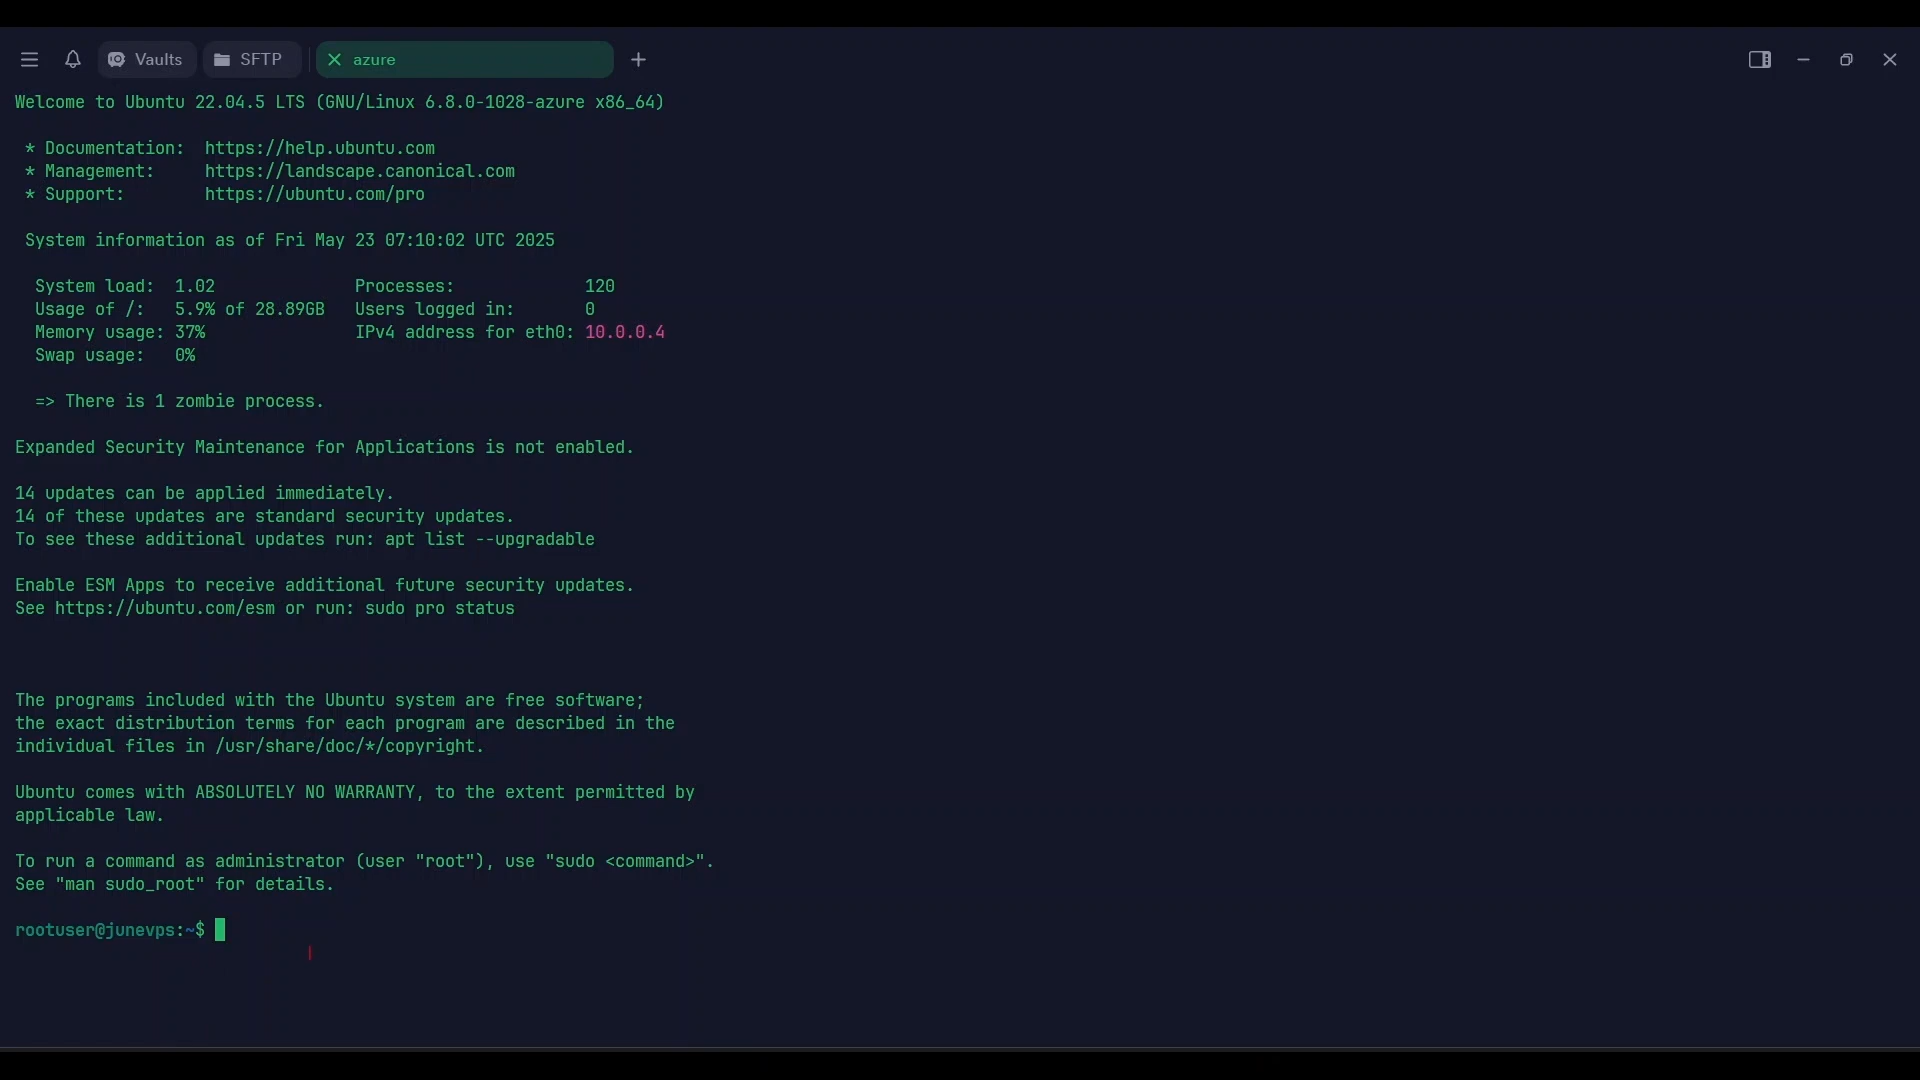 Vaults SFTP azure
Welcome to Ubuntu 22.04.5 LTS (GNU/Linux 6.8.0-1028-azure x86_64)
* Documentation: https://help.ubuntu.com
* Management: https://landscape.canonical.com
* Support: https://ubuntu.com/pro
System information as of Fri May 23 07:10:02 UTC 2025
System load: 1.02 Processes: 120
Usage of /: 5.9% of 28.89GB Users logged in: 0
Memory usage: 37% IPv4 address for eth0: 10.0.0.4
Swap usage: 0%
=> There is 1 zombie process.
Expanded Security Maintenance for Applications is not enabled.
14 updates can be applied immediately.
14 of these updates are standard security updates.
To see these additional updates run: apt list --upgradable
Enable ESM Apps to receive additional future security updates.
See https://ubuntu.com/esm or run: sudo pro status
The programs included with the Ubuntu system are free software;
the exact distribution terms for each program are described in the
individual files in /usr/share/doc/*/copyright.
Ubuntu comes with ABSOLUTELY NO WARRANTY, to the extent permitted by
applicable law.
To run a command as administrator (user "root"), use "sudo <command>".
See "man sudo_root" for details.
rootuser@junevps:~$